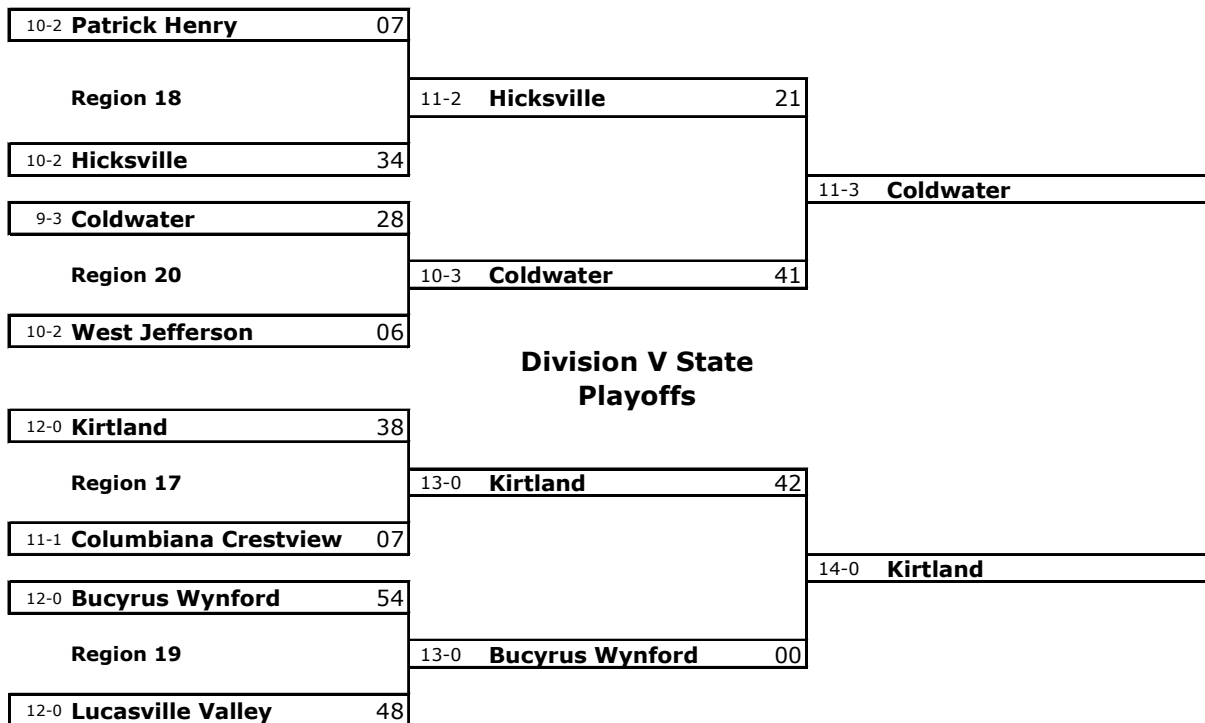 10-2 Patrick Henry 07
Region 18
11-2 Hicksville 21
10-2 Hicksville 34
11-3 Coldwater
9-3 Coldwater 28
Region 20
10-3 Coldwater 41
10-2 West Jefferson 06
Division V State
Playoffs
12-0 Kirtland 38
Region 17
13-0 Kirtland 42
11-1 Columbiana Crestview 07
14-0 Kirtland
12-0 Bucyrus Wynford 54
Region 19
13-0 Bucyrus Wynford 00
12-0 Lucasville Valley 48